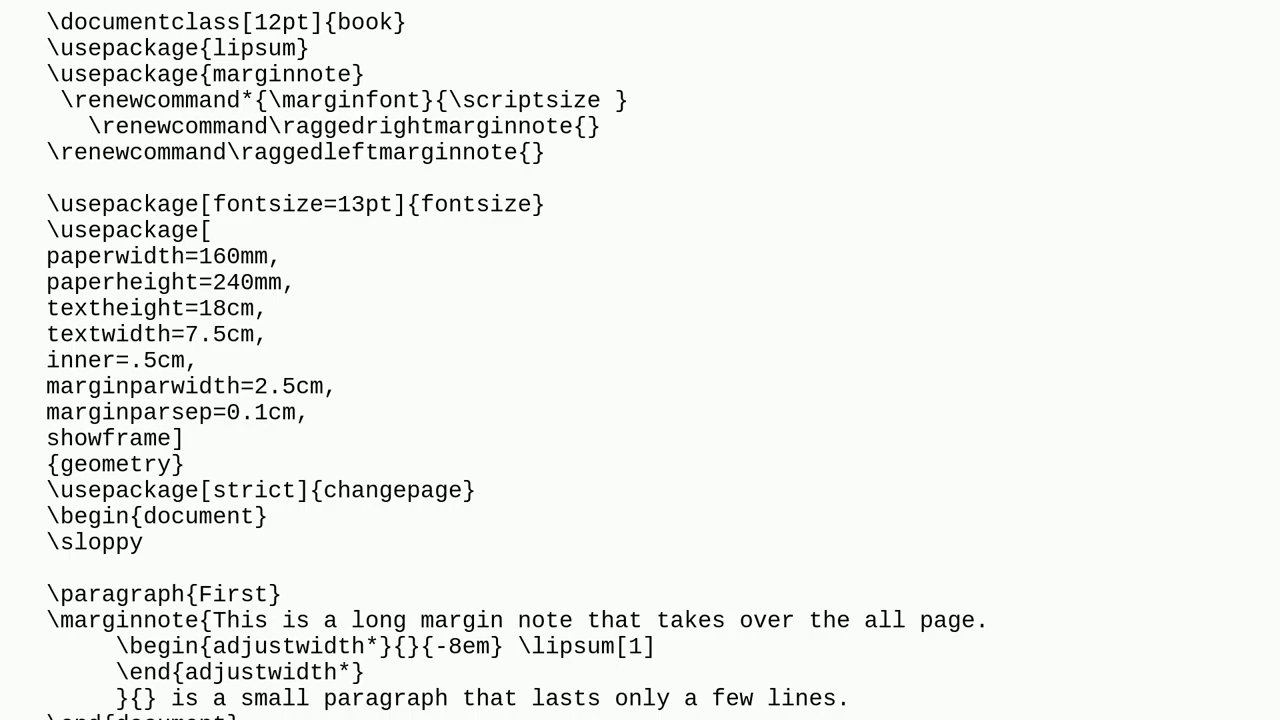 \documentclass[12pt]{book}
\usepackage{lipsum}
\usepackage{marginnote}
 \renewcommand*{\marginfont}{\scriptsize }
   \renewcommand\raggedrightmarginnote{}
\renewcommand\raggedleftmarginnote{}

\usepackage[fontsize=13pt]{fontsize}
\usepackage[
paperwidth=160mm,
paperheight=240mm,
textheight=18cm,
textwidth=7.5cm,
inner=.5cm,
marginparwidth=2.5cm,
marginparsep=0.1cm,
showframe]
{geometry}
\usepackage[strict]{changepage}
\begin{document}
\sloppy

\paragraph{First}
\marginnote{This is a long margin note that takes over the all page.
     \begin{adjustwidth*}{}{-8em} \lipsum[1]
     \end{adjustwidth*}
     }{} is a small paragraph that lasts only a few lines.
\end{document}